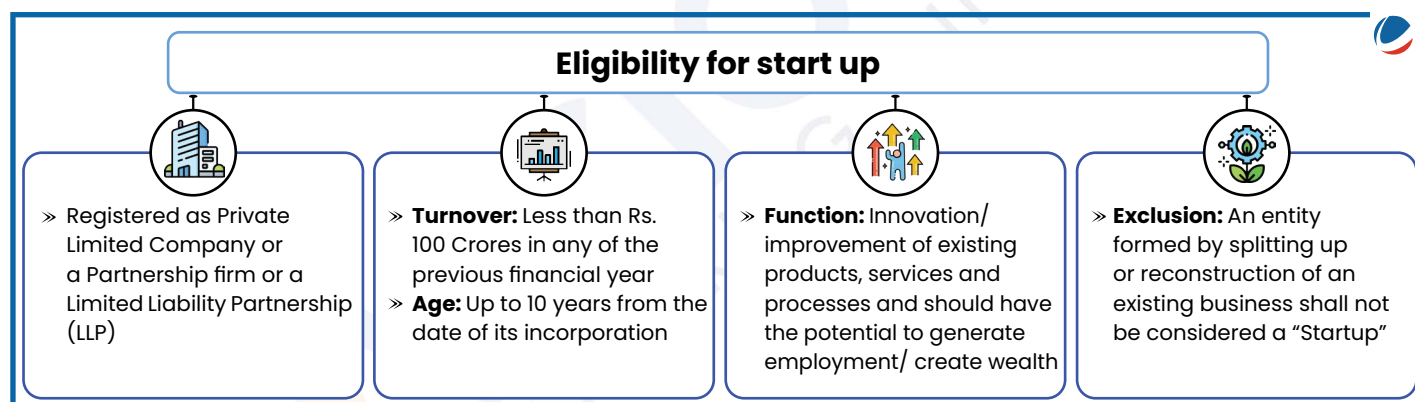 Eligibility for start up
» Registered as Private
Limited Company or
a Partnership firm or a
Limited Liability Partnership
(LLP)
» Turnover: Less than Rs.
100 Crores in any of the
previous financial year
» Age: Up to 10 years from the
date of its incorporation
» Function: Innovation/
improvement of existing
products, services and
processes and should have
the potential to generate
employment/ create wealth
» Exclusion: An entity
formed by splitting up
or reconstruction of an
existing business shall not
be considered a “Startup”